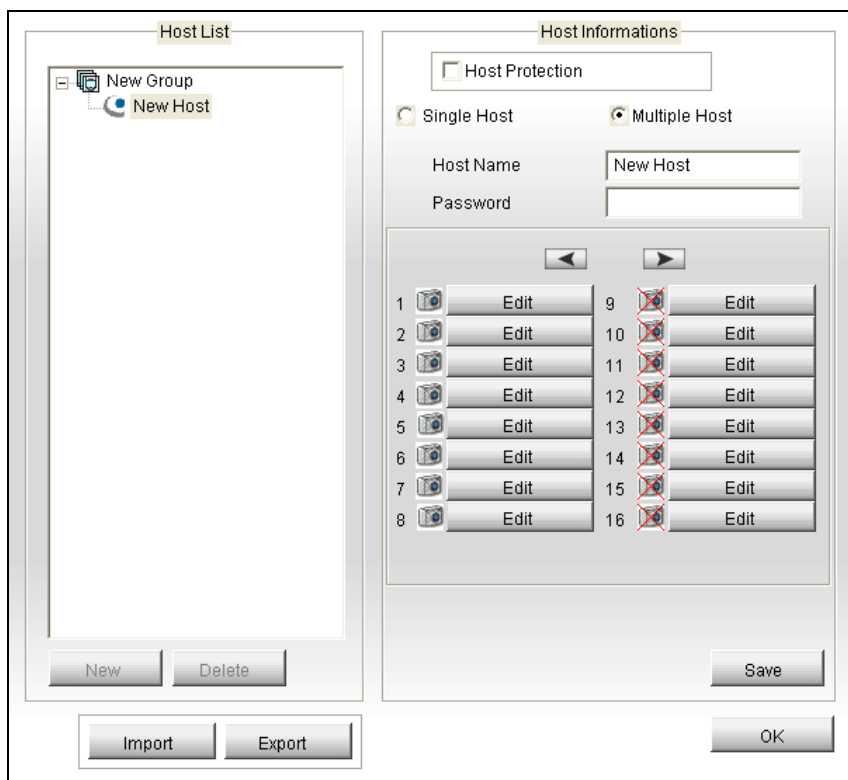 Host List
New Group
New Host
New
Delete
Import
Export
Host Informations
Host Protection
Single Host
Multiple Host
Host Name
New Host
Password
1 Edit 9 Edit
2 Edit 10 Edit
3 Edit 11 Edit
4 Edit 12 Edit
5 Edit 13 Edit
6 Edit 14 Edit
7 Edit 15 Edit
8 Edit 16 Edit
Save
OK